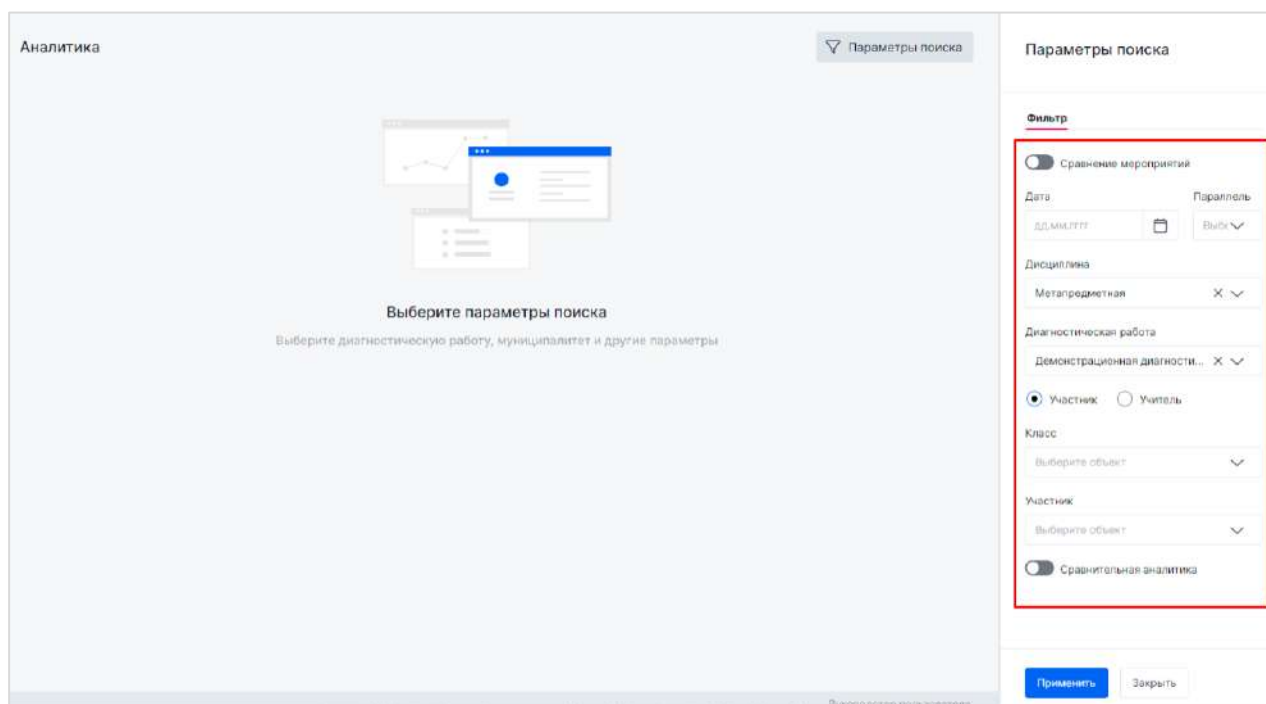 Аналитика
Параметры поиска
Выберите параметры поиска
Выберите диагностическую работу, муниципалитет и другие параметры
Параметры поиска
Фильтр
Сравнение мероприятий
Дата Параллель
дд.мм.гггг Выбе
Дисциплина
Метапредметная
Диагностическая работа
Демонстрационная диагности...
Участник Учитель
Класс
Выберите объект
Участник
Выберите объект
Сравнительная аналитика
Применить Закрыть